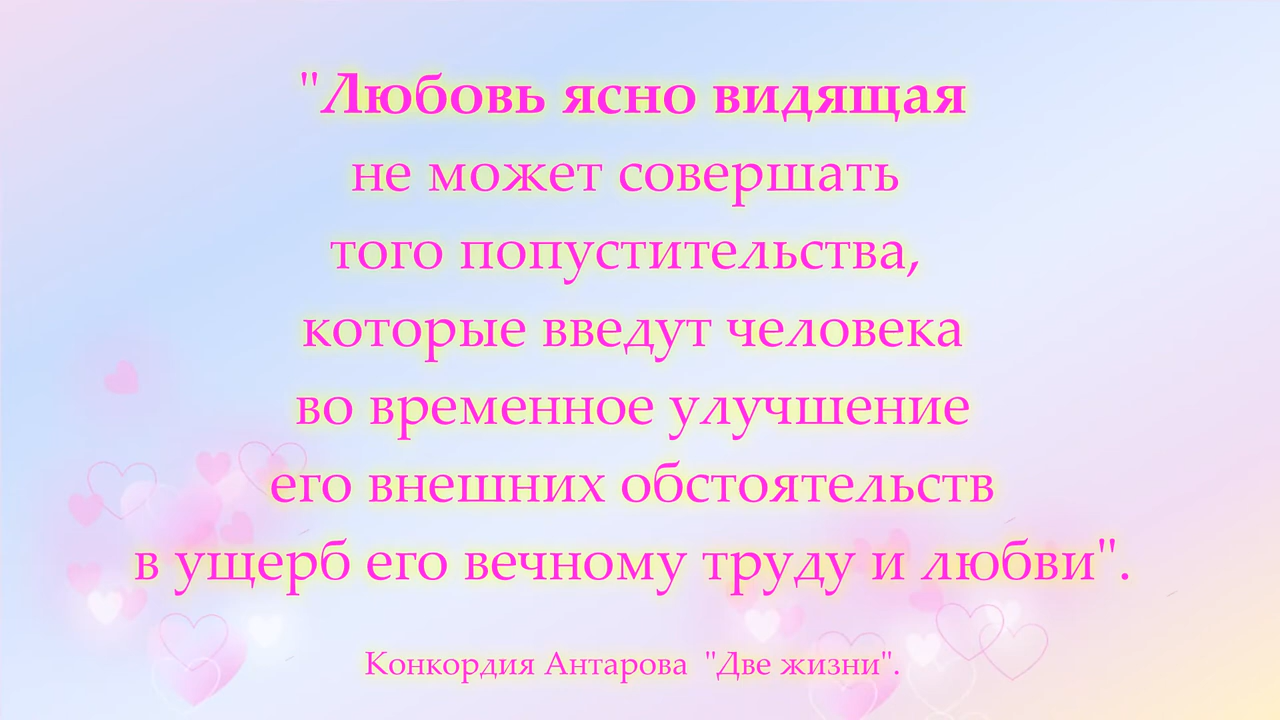 "Любовь ясно видящая
не может совершать
того попустительства,
которые введут человека
во временное улучшение
его внешних обстоятельств
в ущерб его вечному труду и любви".
Конкордия Антарова "Две жизни".